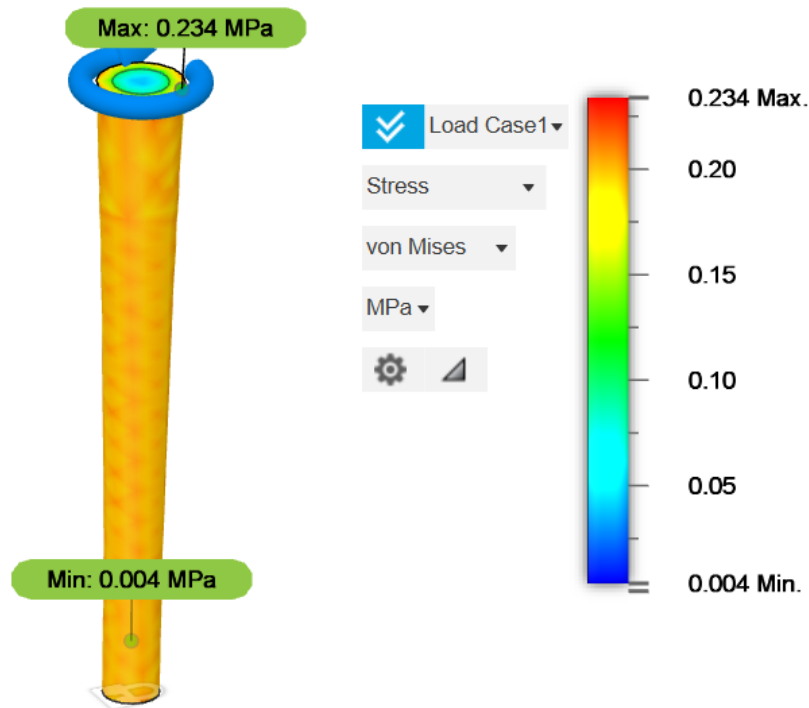 Max: 0.234 MPa
Load Case1
Stress
von Mises
MPa
Min: 0.004 MPa
0.234 Max.
0.20
0.15
0.10
0.05
0.004 Min.